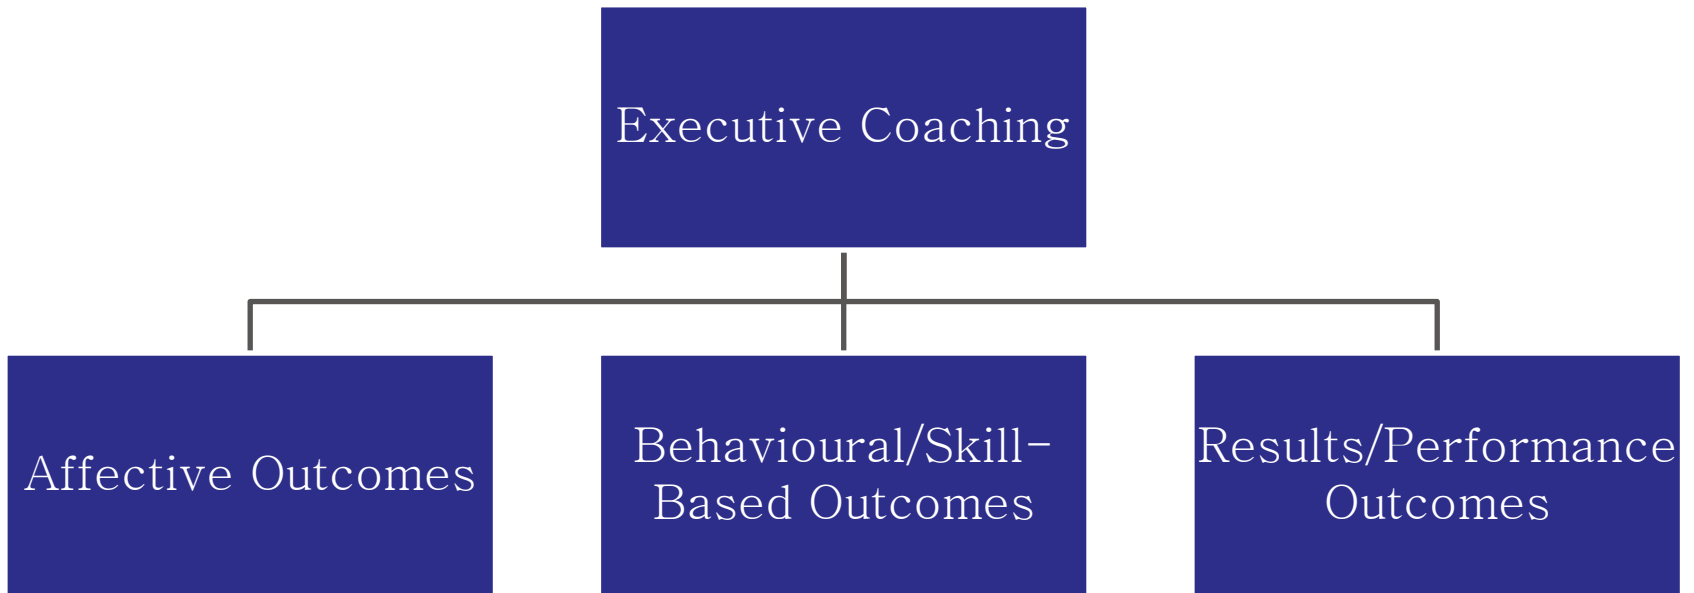 Executive Coaching
Affective Outcomes
Behavioural/Skill-
Based Outcomes
Results/Performance
Outcomes